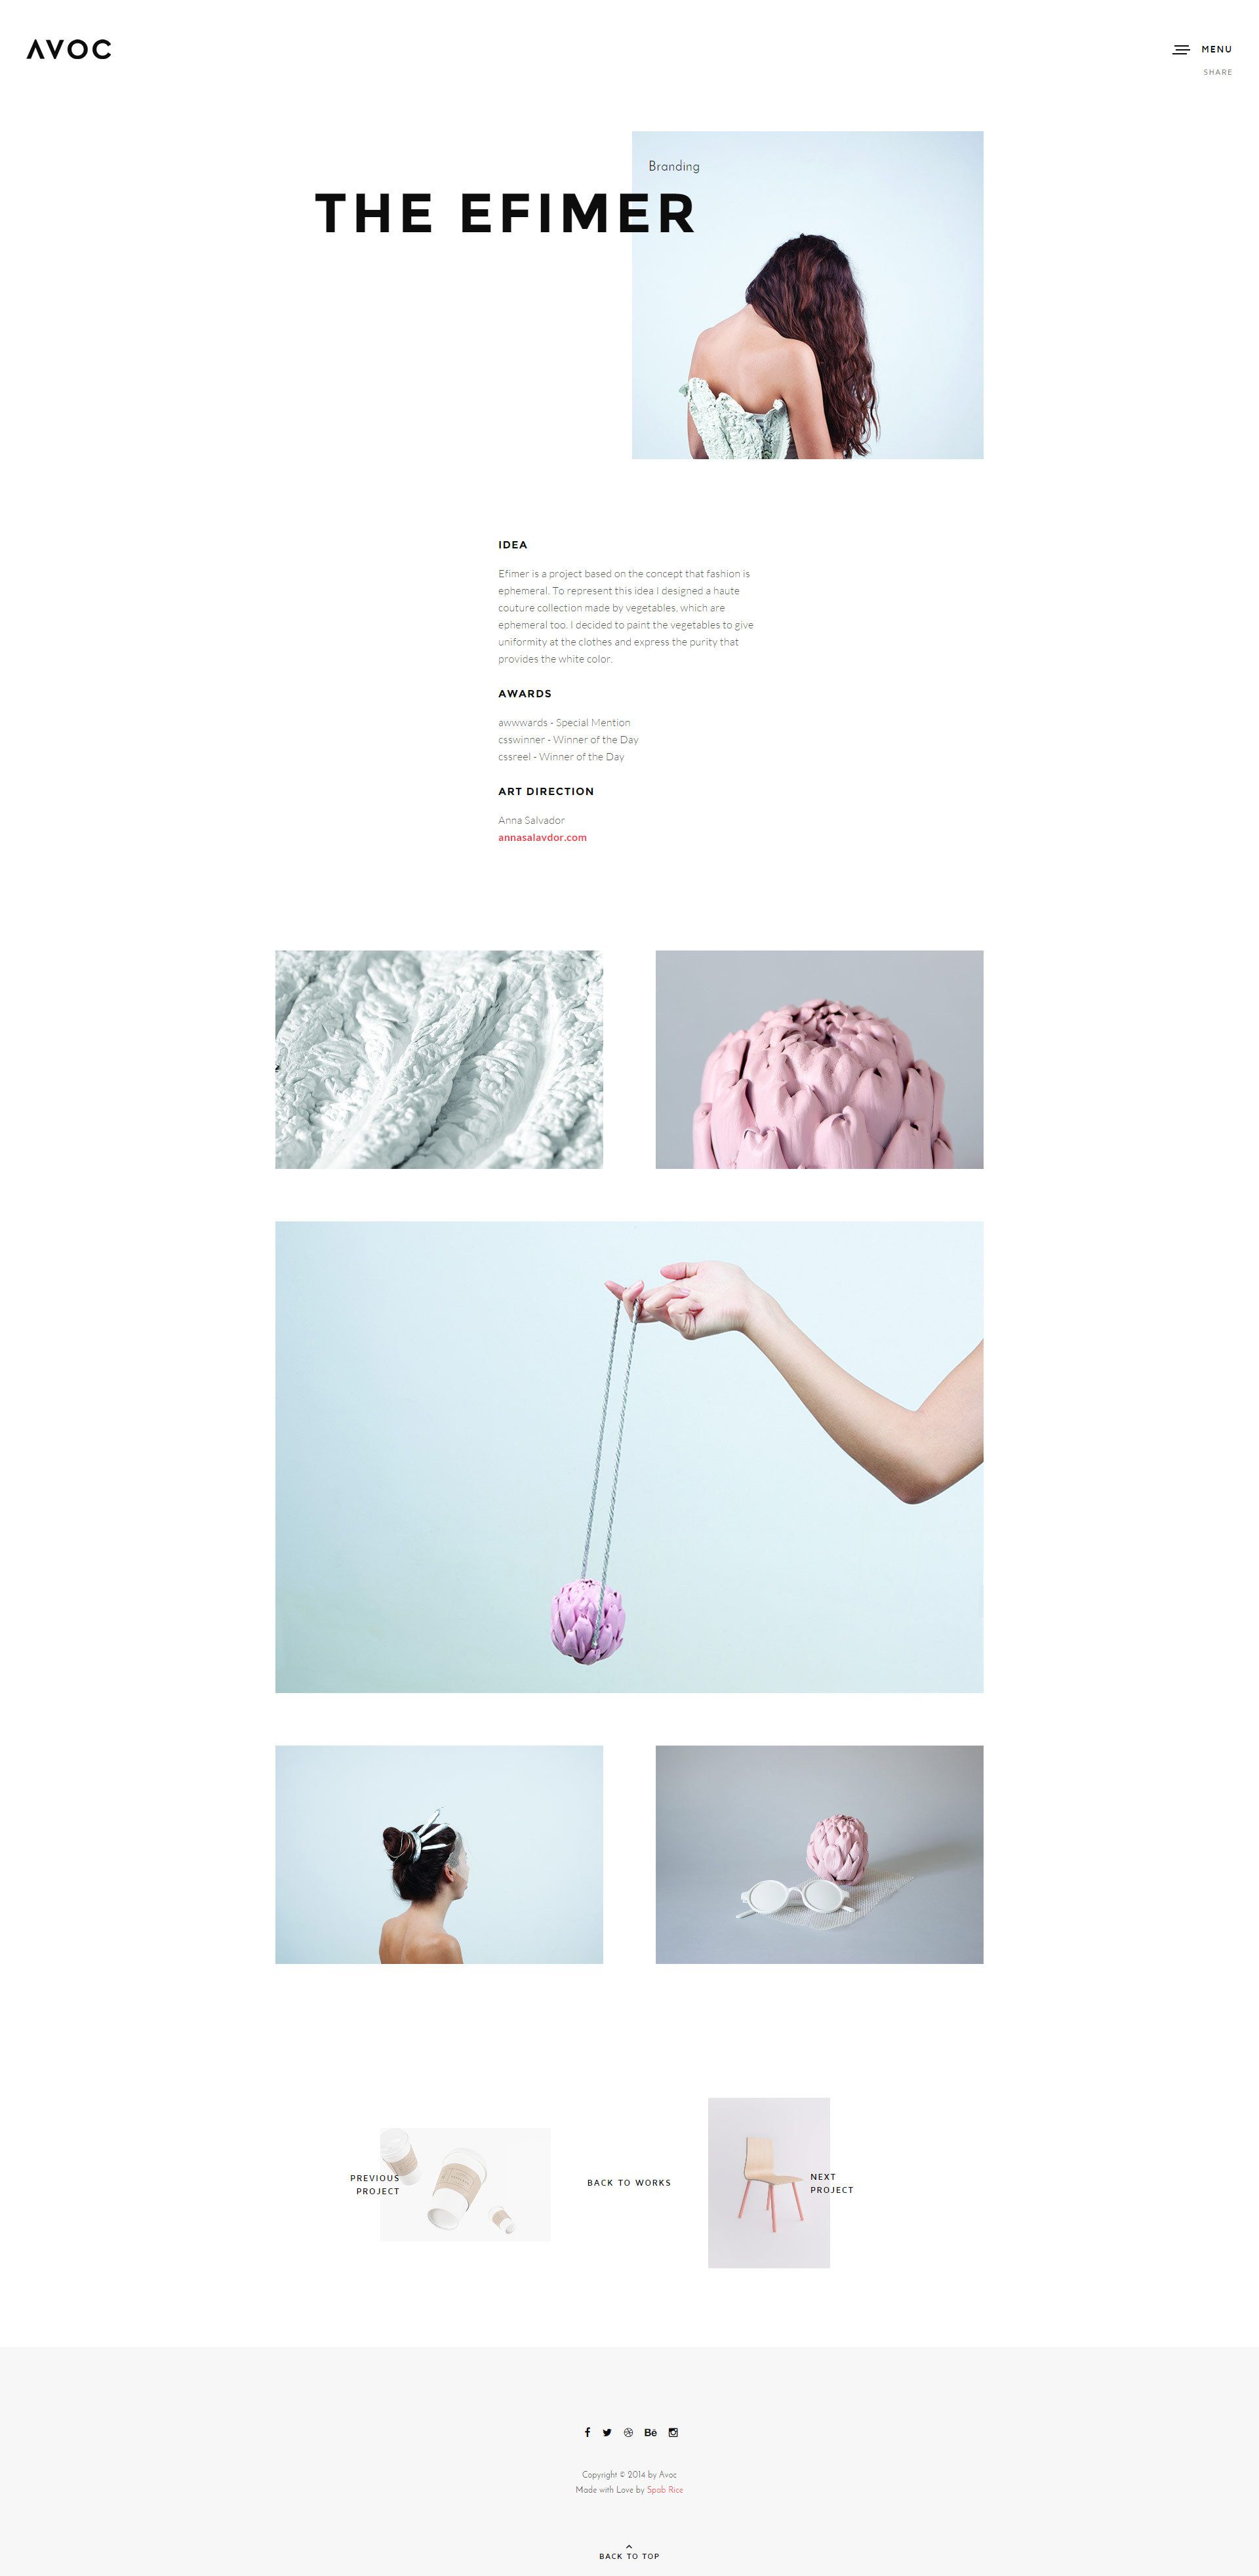 AVOC
MENU
SHARE
Branding
THE EFIMER
IDEA
Efimer is a project based on the concept that fashion is
ephemeral. To represent this idea I designed a haute
couture collection made by vegetables, which are
ephemeral too. I decided to paint the vegetables to give
uniformity at the clothes and express the purity that
provides the white color.
AWARDS
awwwards - Special Mention
csswinner - Winner of the Day
cssreel - Winner of the Day
ART DIRECTION
Anna Salvador
annasalavdor.com
PREVIOUS
PROJECT
BACK TO WORKS
NEXT
PROJECT
Bē
Copyright © 2014 by Avoc
Made with Love by Spab Rice
BACK TO TOP